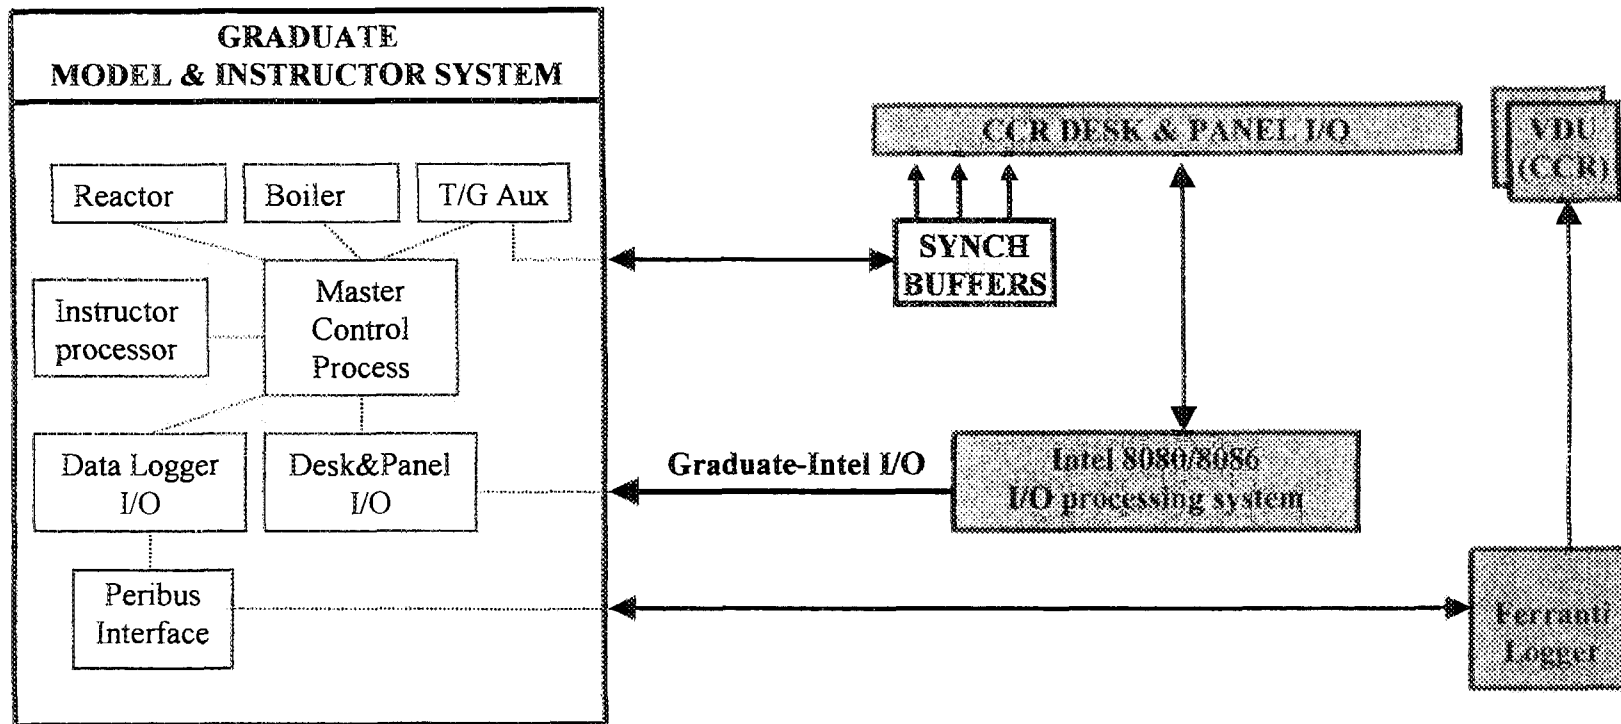 GRADUATE
MODEL & INSTRUCTOR SYSTEM
Reactor
Boiler
T/G Aux
Instructor
processor
Master
Control
Process
Data Logger
I/O
Desk&Panel
I/O
Peribus
Interface
CCR DESK & PANEL I/O
SYNCH
BUFFERS
VDU
(CCR)
Graduate-Intel I/O
Intel 8080/8086
I/O processing system
Ferranti
Logger